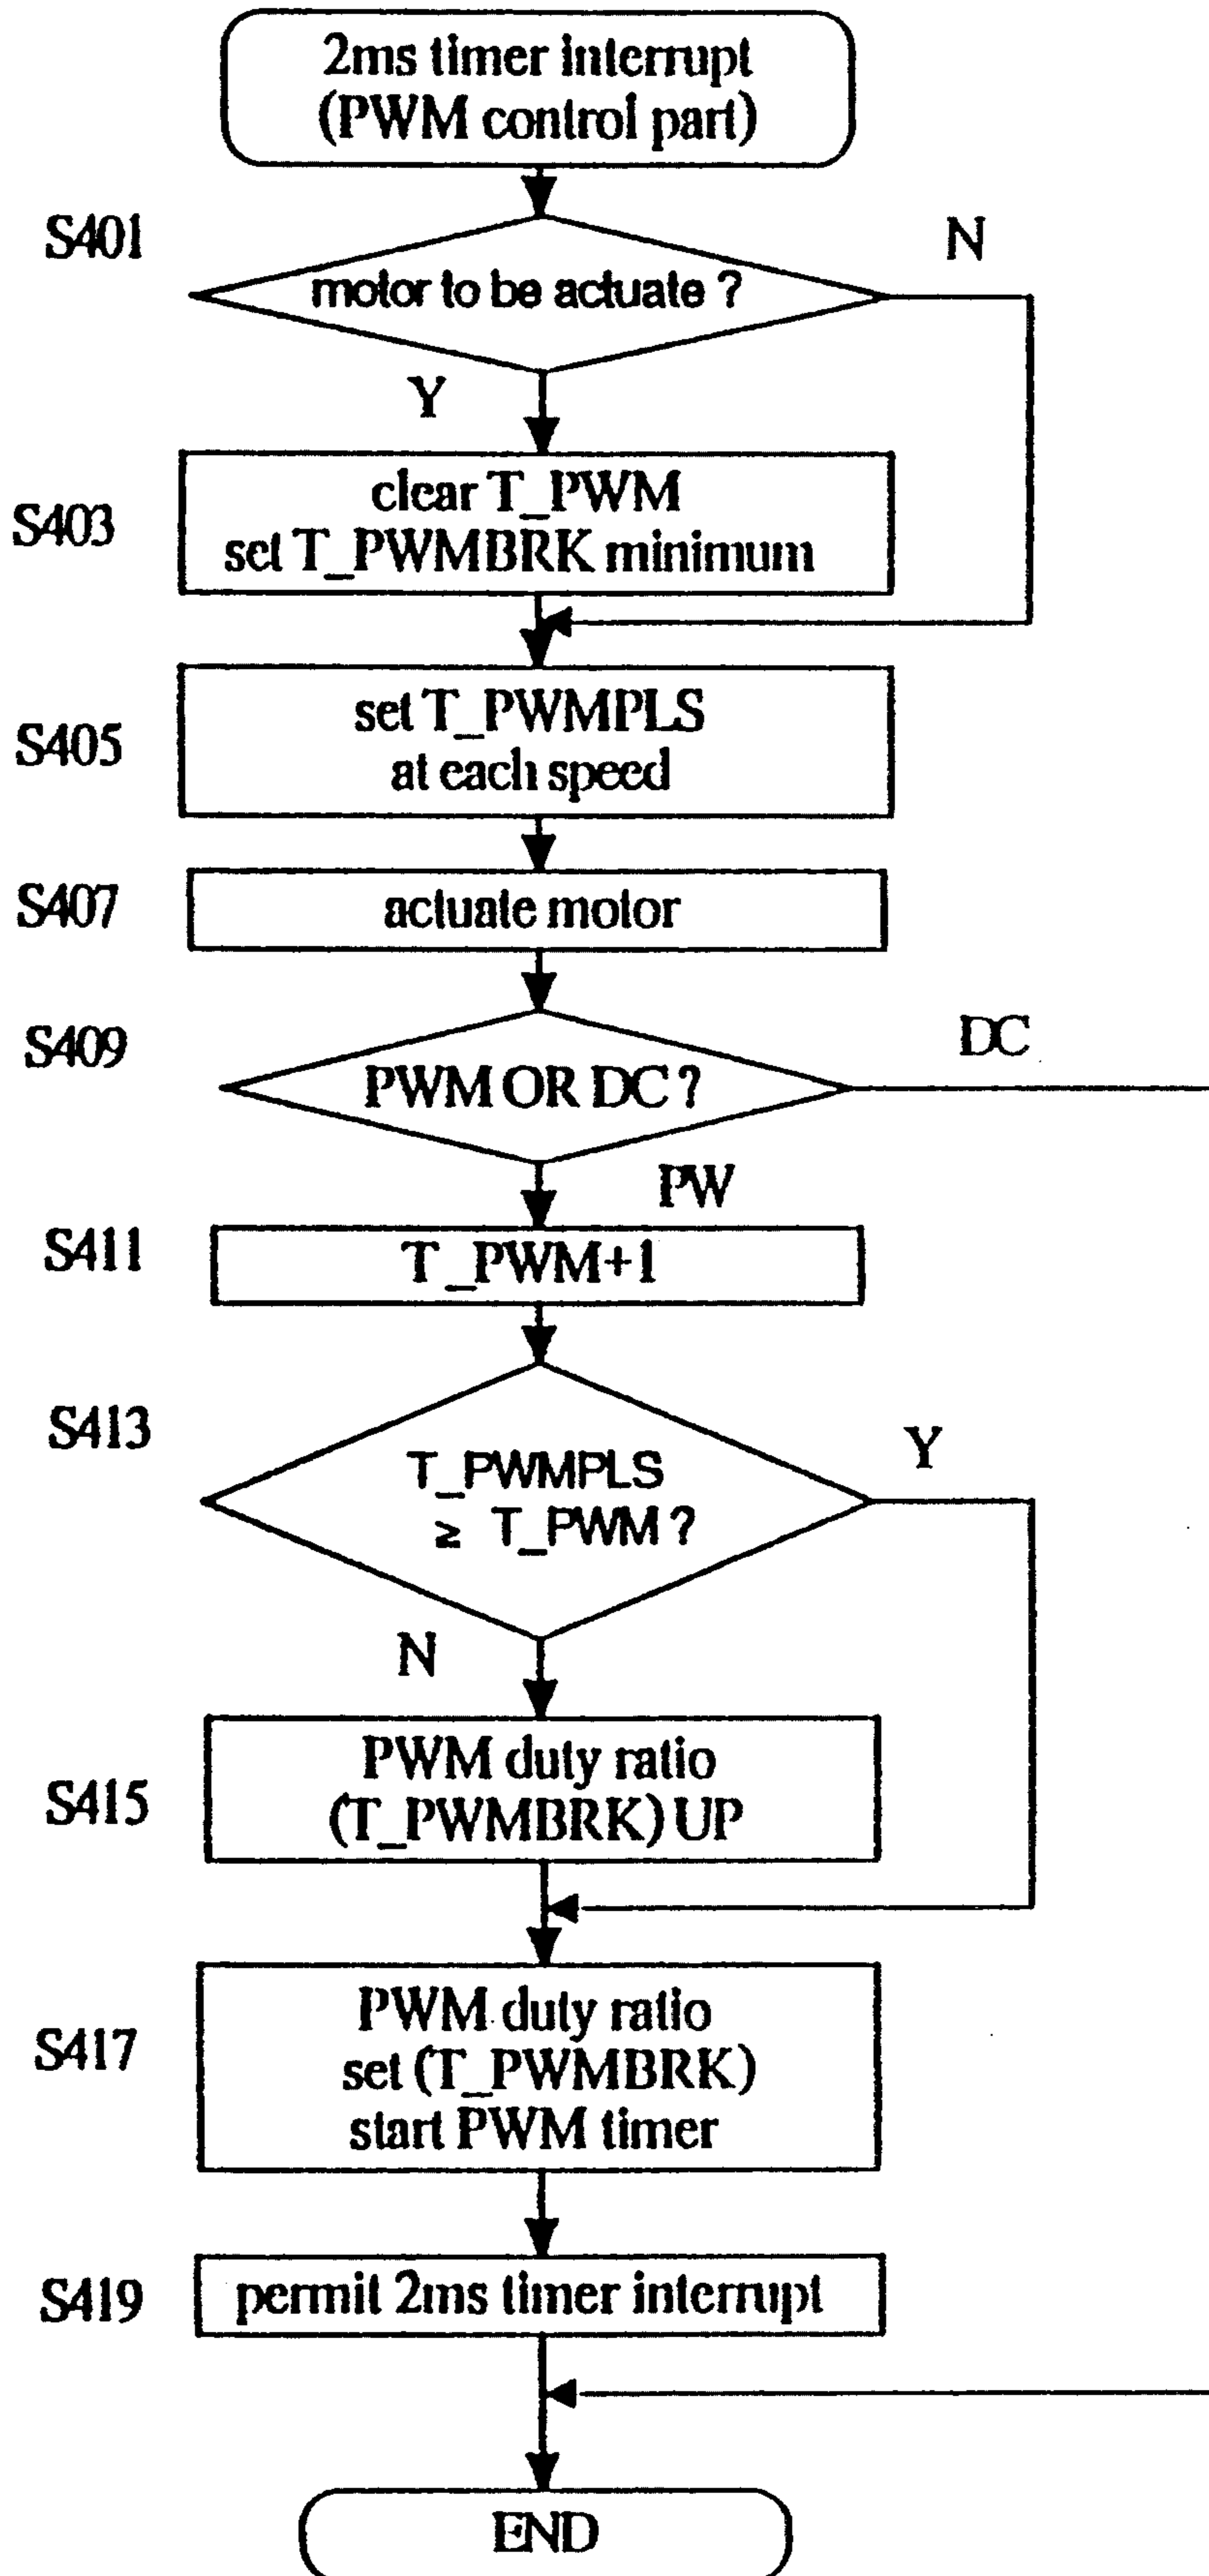 2ms timer interrupt
(PWM control part)
S401
N
motor to be actuate ?
Y
clear T_PWM
S403
set T_PWMBRK minimum
set T_PWMPLS
S405
at each speed
S407
actuate motor
S409
DC
PWM OR DC ?
PW
S411
T_PWM+1
S413
Y
T_PWMPLS
≥ T_PWM ?
N
PWM duty ratio
S415
(T_PWMBRK) UP
PWM duty ratio
S417
set (T_PWMBRK)
start PWM timer
S419
permit 2ms timer interrupt
END